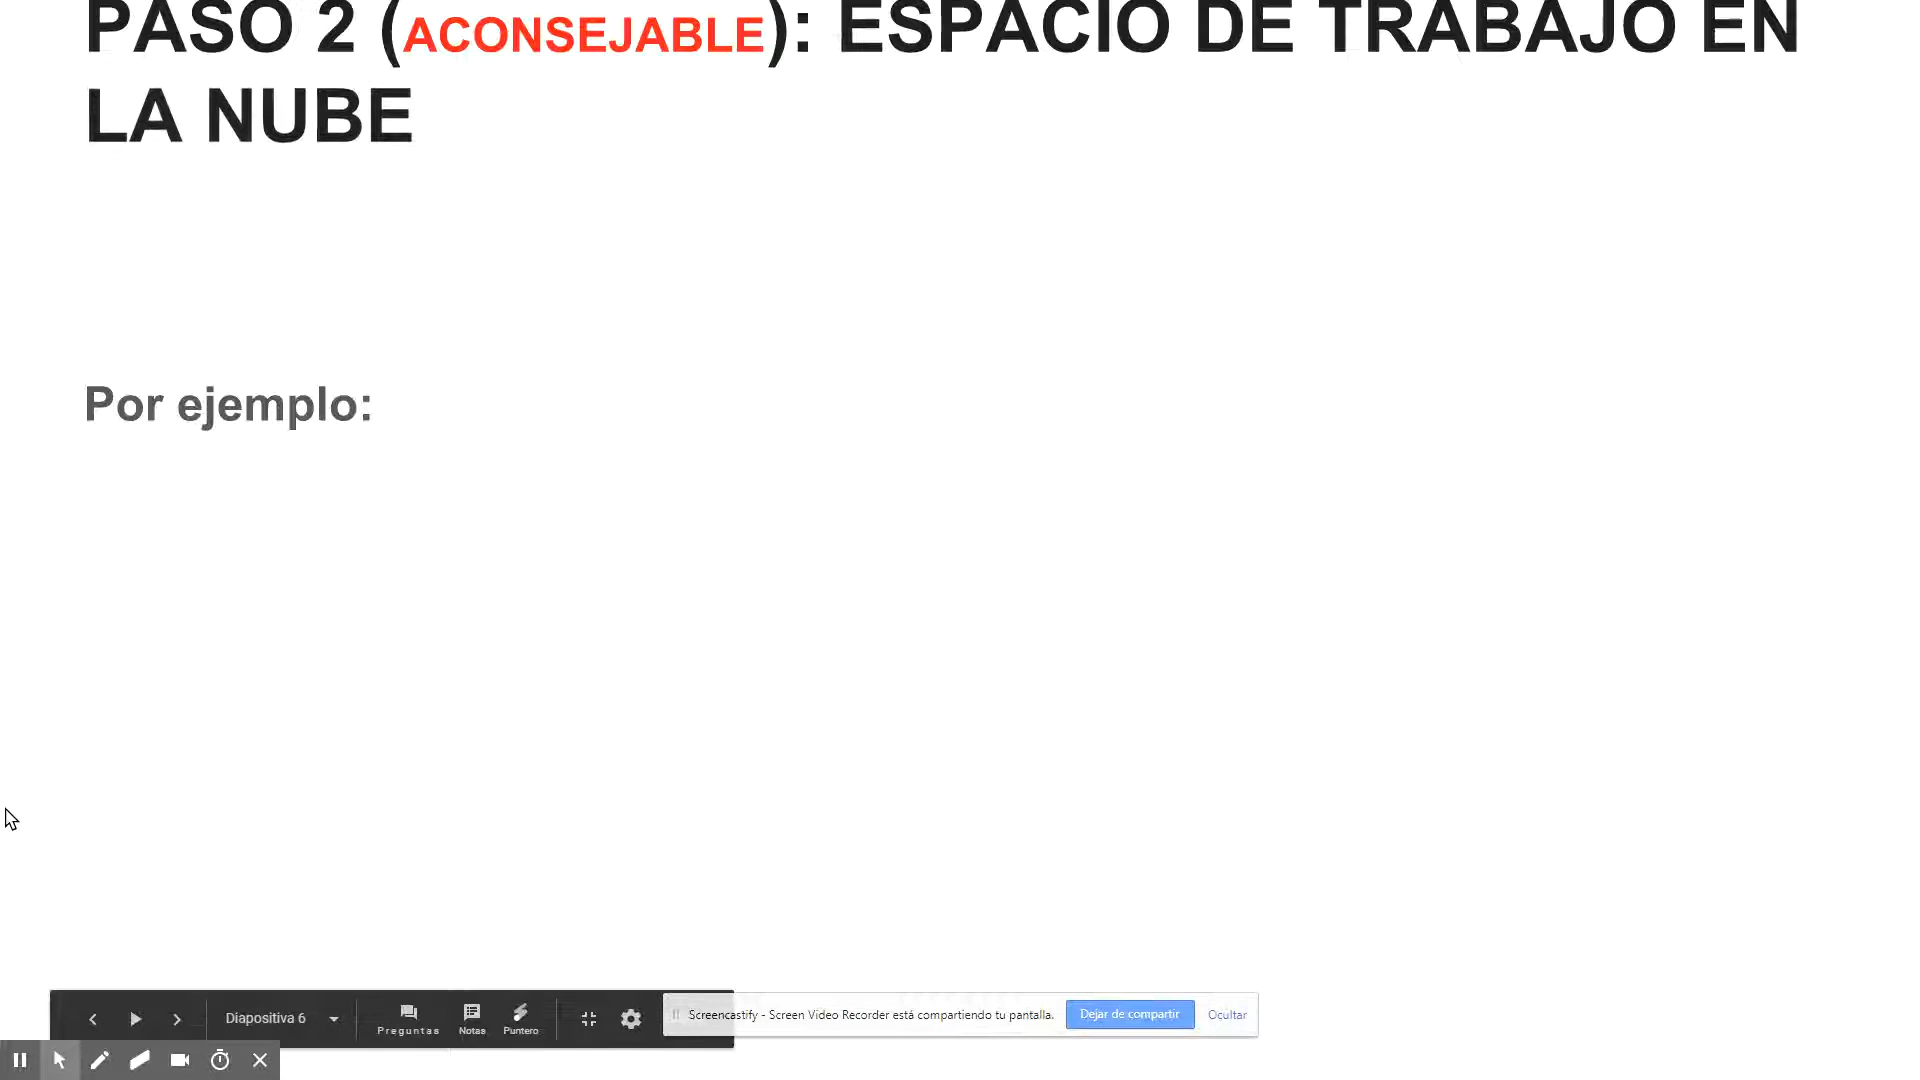 PASO 2 (ACONSEJABLE): ESPACIO DE TRABAJO EN
LA NUBE
Por ejemplo:
Diapositiva 6
Preguntas
Notas
Puntero
Screencastify - Screen Video Recorder está compartiendo tu pantalla.
Dejar de compartir
Ocultar